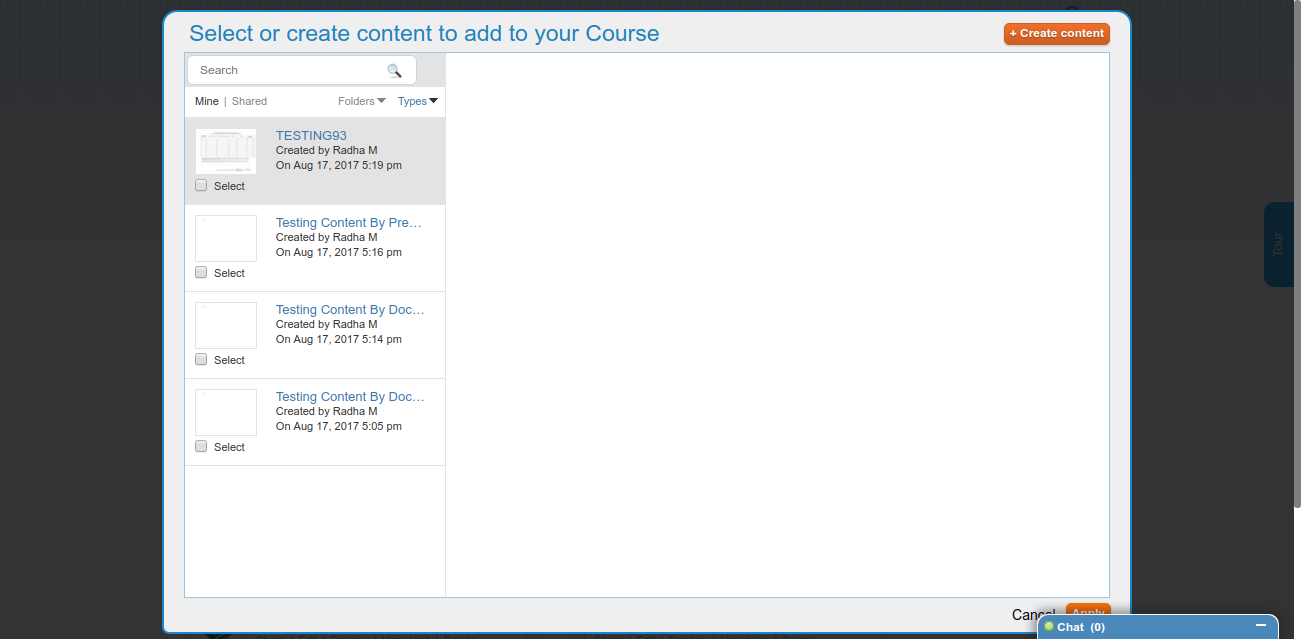 Select or create content to add to your Course
+ Create content
Search
Mine | Shared
Folders
Types
TESTING93
Created by Radha M
On Aug 17, 2017 5:19 pm
Select
Testing Content By Pre…
Created by Radha M
On Aug 17, 2017 5:16 pm
Select
Testing Content By Doc…
Created by Radha M
On Aug 17, 2017 5:14 pm
Select
Testing Content By Doc…
Created by Radha M
On Aug 17, 2017 5:05 pm
Select
Tour
Cancel
Apply
Chat (0)